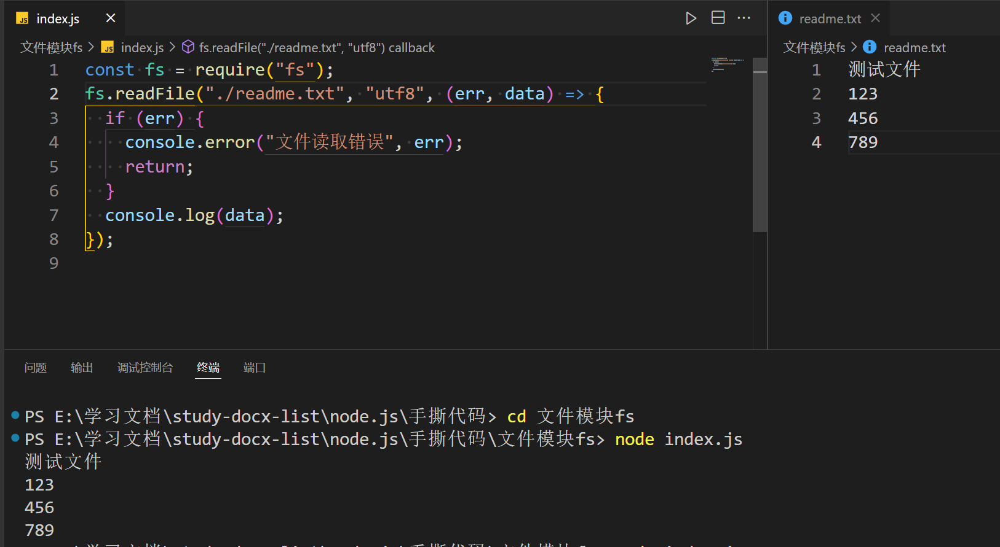 index.js
readme.txt
文件模块fs > index.js > fs.readFile("./readme.txt", "utf8") callback
文件模块fs > readme.txt
1 const fs = require("fs");
2 fs.readFile("./readme.txt", "utf8", (err, data) => {
3 if (err) {
4 console.error("文件读取错误", err);
5 return;
6 }
7 console.log(data);
8 });
9
1 测试文件
2 123
3 456
4 789
问题 输出 调试控制台 终端 端口
PS E:\学习文档\study-docx-list\node.js\手撕代码> cd 文件模块fs
PS E:\学习文档\study-docx-list\node.js\手撕代码\文件模块fs> node index.js
测试文件
123
456
789